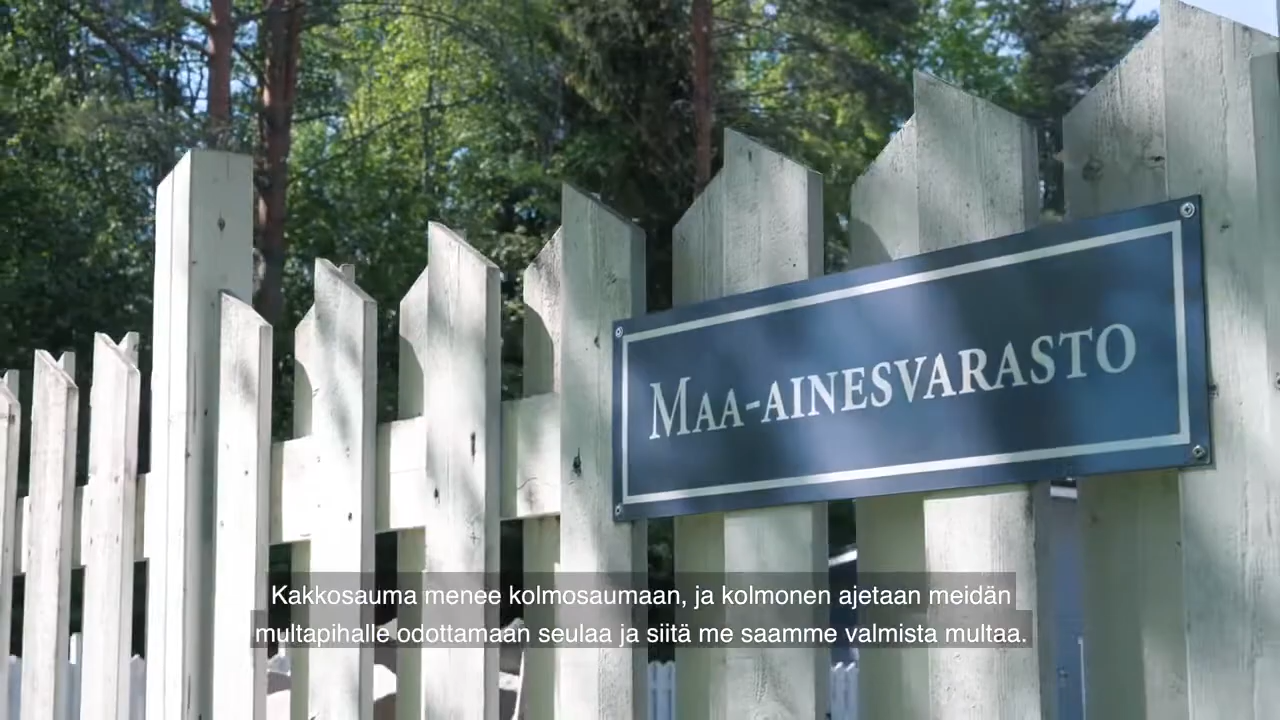 Maa-ainesvarasto
Kakkosauma menee kolmosaumaan, ja kolmonen ajetaan meidän
multapihalle odottamaan seulaa ja siitä me saamme valmista multaa.